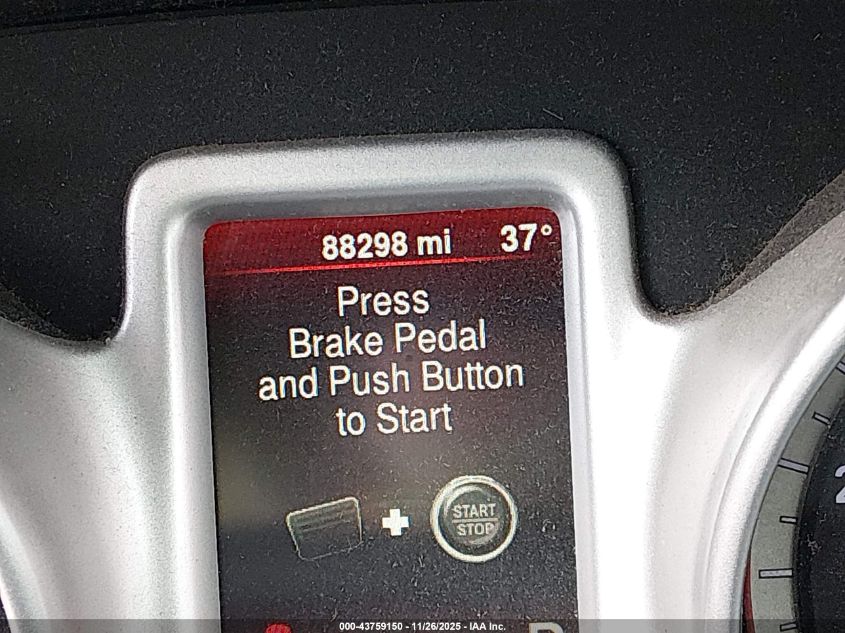 88298 mi 37°
Press
Brake Pedal
and Push Button
to Start
START
STOP
2
000-43759150 - 11/26/2025 - IAA Inc.